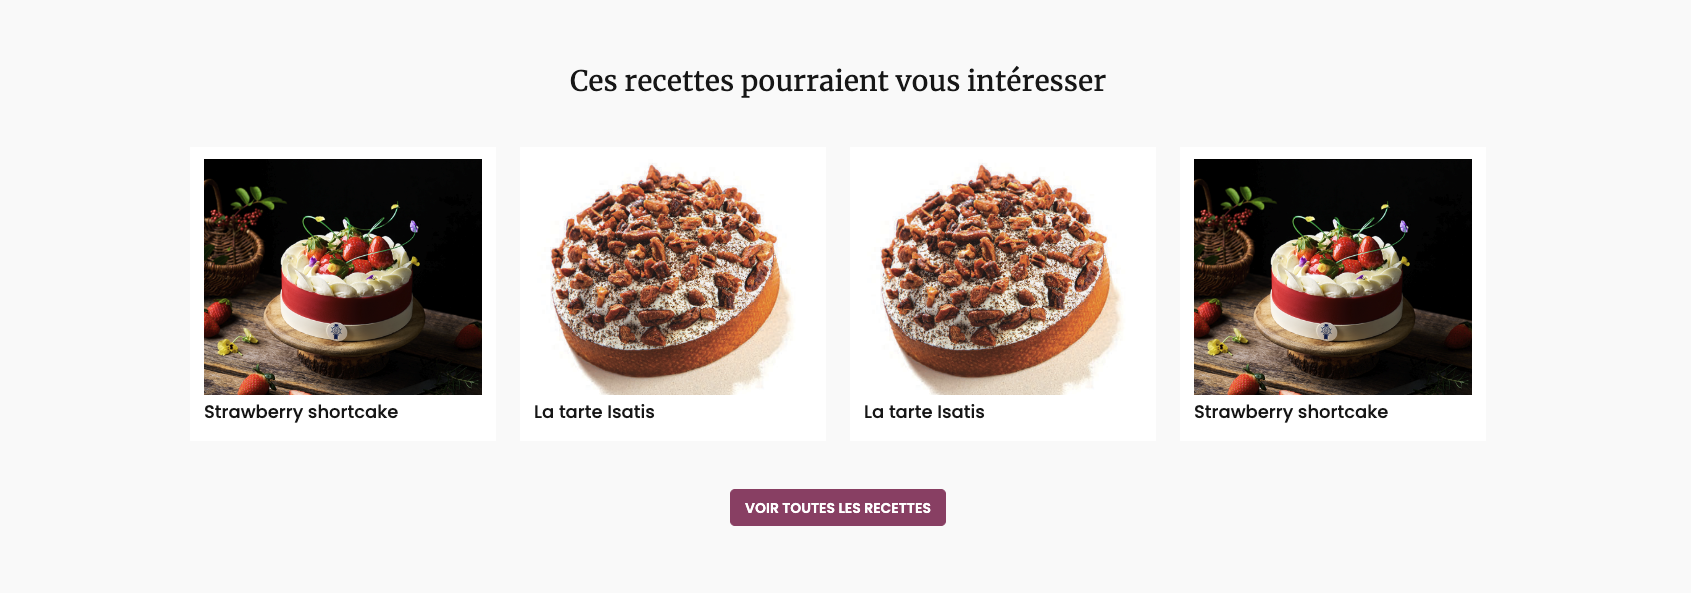 Ces recettes pourraient vous intéresser
Strawberry shortcake
La tarte Isatis
La tarte Isatis
Strawberry shortcake
VOIR TOUTES LES RECETTES